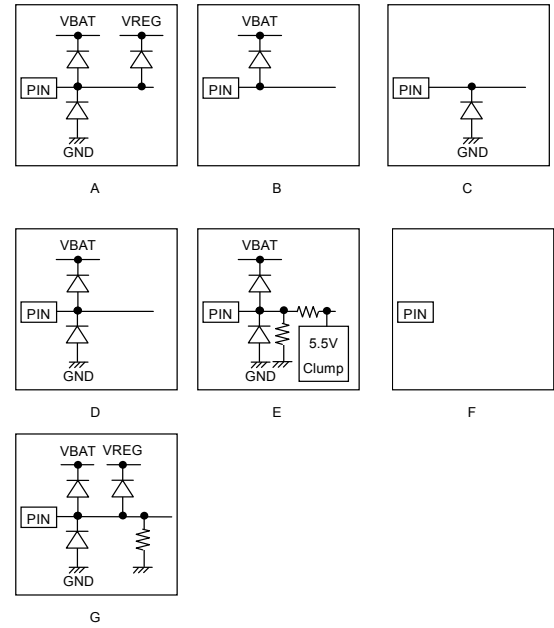 VBAT VREG
PIN
GND
A
VBAT
PIN
B
PIN
GND
C
VBAT
PIN
GND
D
VBAT
PIN
GND
5.5V
Clump
E
PIN
F
VBAT VREG
PIN
GND
G